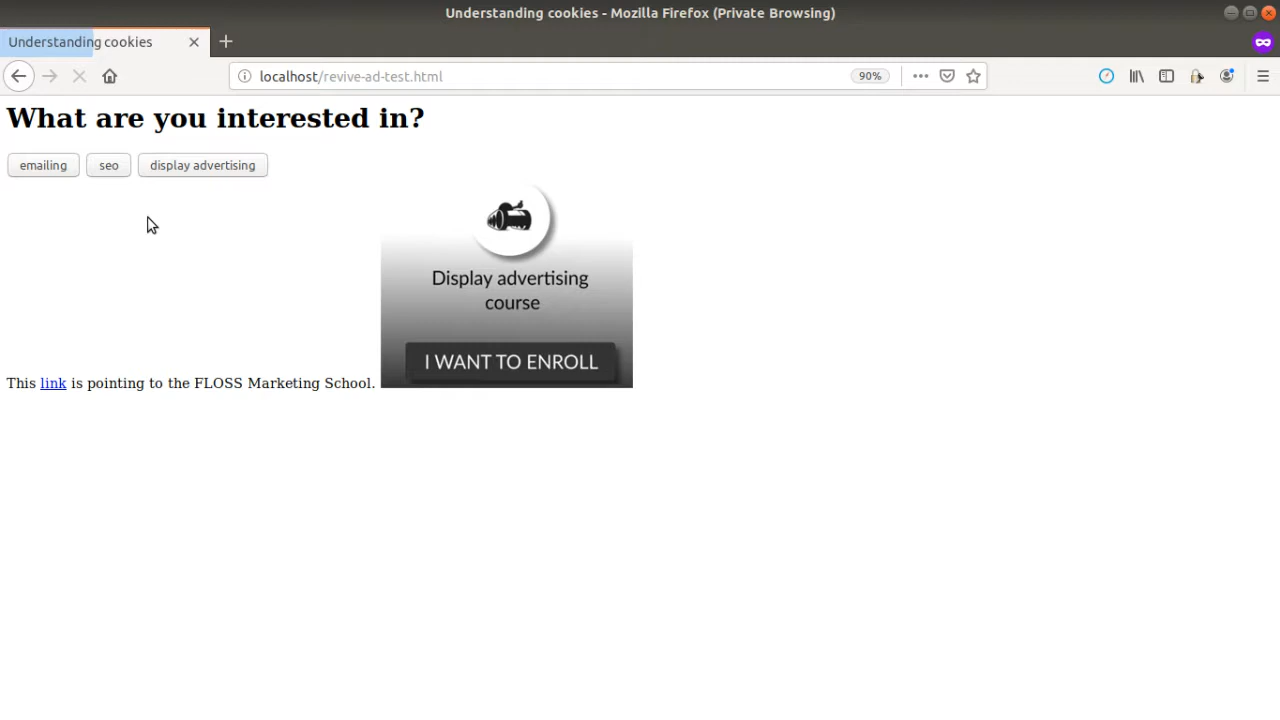 Understanding cookies - Mozilla Firefox (Private Browsing)
Understanding cookies
localhost/revive-ad-test.html
90%
What are you interested in?
emailing
seo
display advertising
Display advertising
course
I WANT TO ENROLL
This link is pointing to the FLOSS Marketing School.